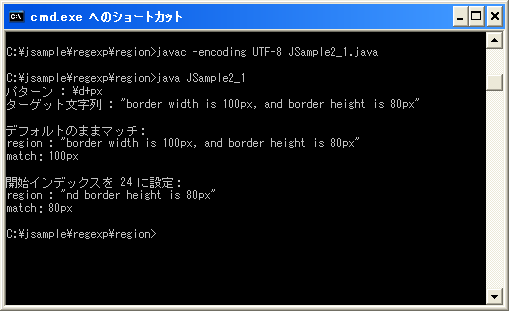 cmd.exe へのショートカット
C:¥jsample¥regexp¥region>javac -encoding UTF-8 JSample2_1.java
C:¥jsample¥regexp¥region>java JSample2_1
パターン : ¥d+px
ターゲット文字列 : "border width is 100px, and border height is 80px"
デフォルトのままマッチ:
region : "border width is 100px, and border height is 80px"
match: 100px
開始インデックスを 24 に設定:
region : "nd border height is 80px"
match: 80px
C:¥jsample¥regexp¥region>